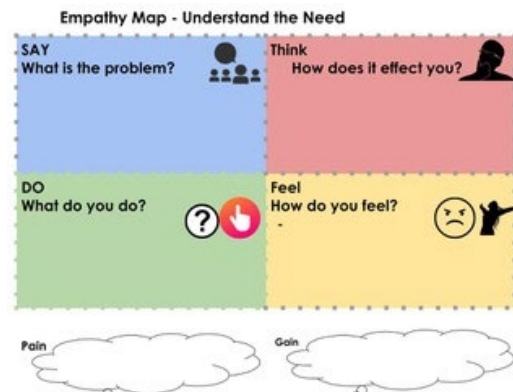 Empathy Map - Understand the Need
SAY
What is the problem?
Think
How does it effect you?
DO
What do you do?
?
Feel
How do you feel?
-
Pain
Gain